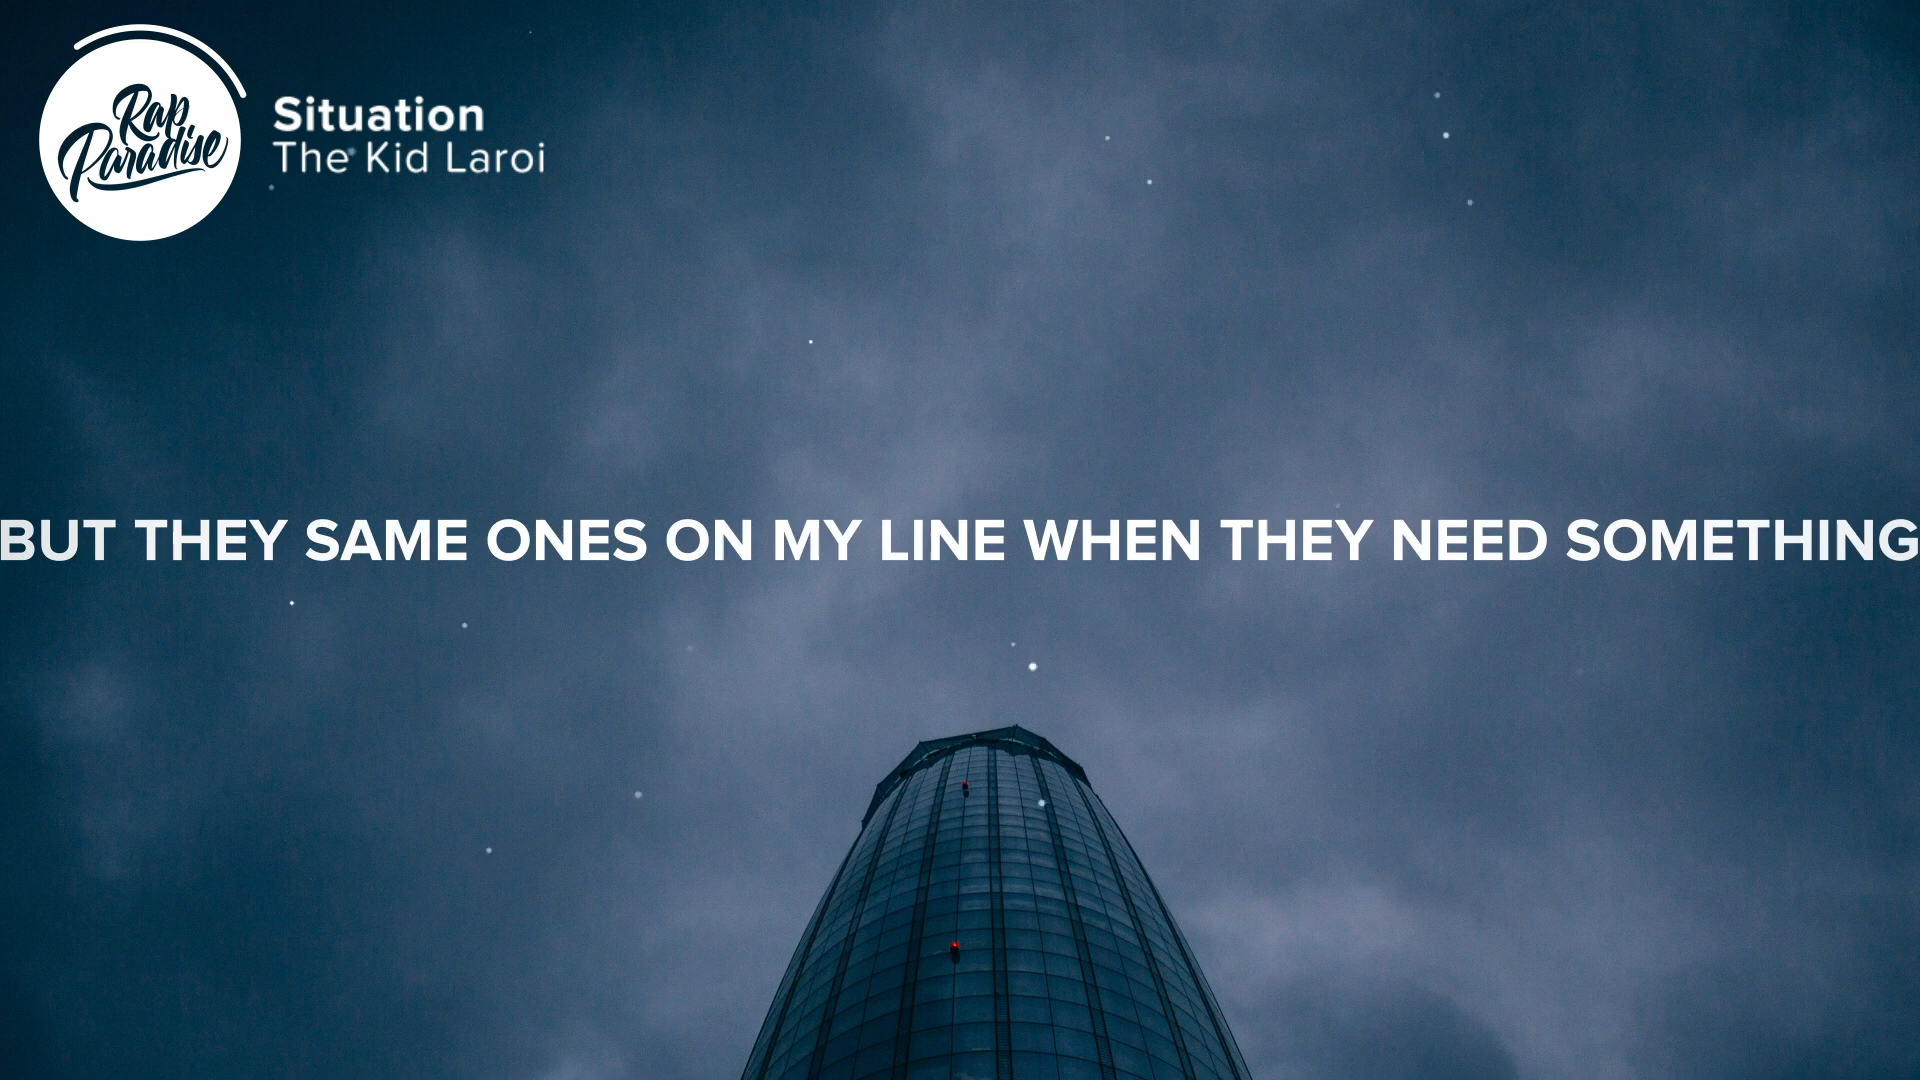 Rap
Paradise
Situation
The Kid Laroi
BUT THEY SAME ONES ON MY LINE WHEN THEY NEED SOMETHING